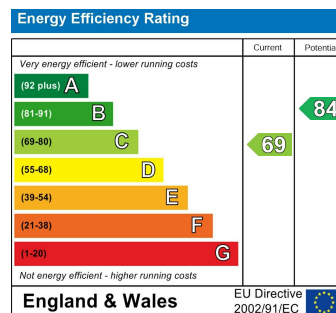 Energy Efficiency Rating
Current Potential
Very energy efficient - lower running costs
(92 plus) A
(81-91) B
84
(69-80) C
69
(55-68) D
(39-54) E
(21-38) F
(1-20) G
Not energy efficient - higher running costs
England & Wales
EU Directive
2002/91/EC